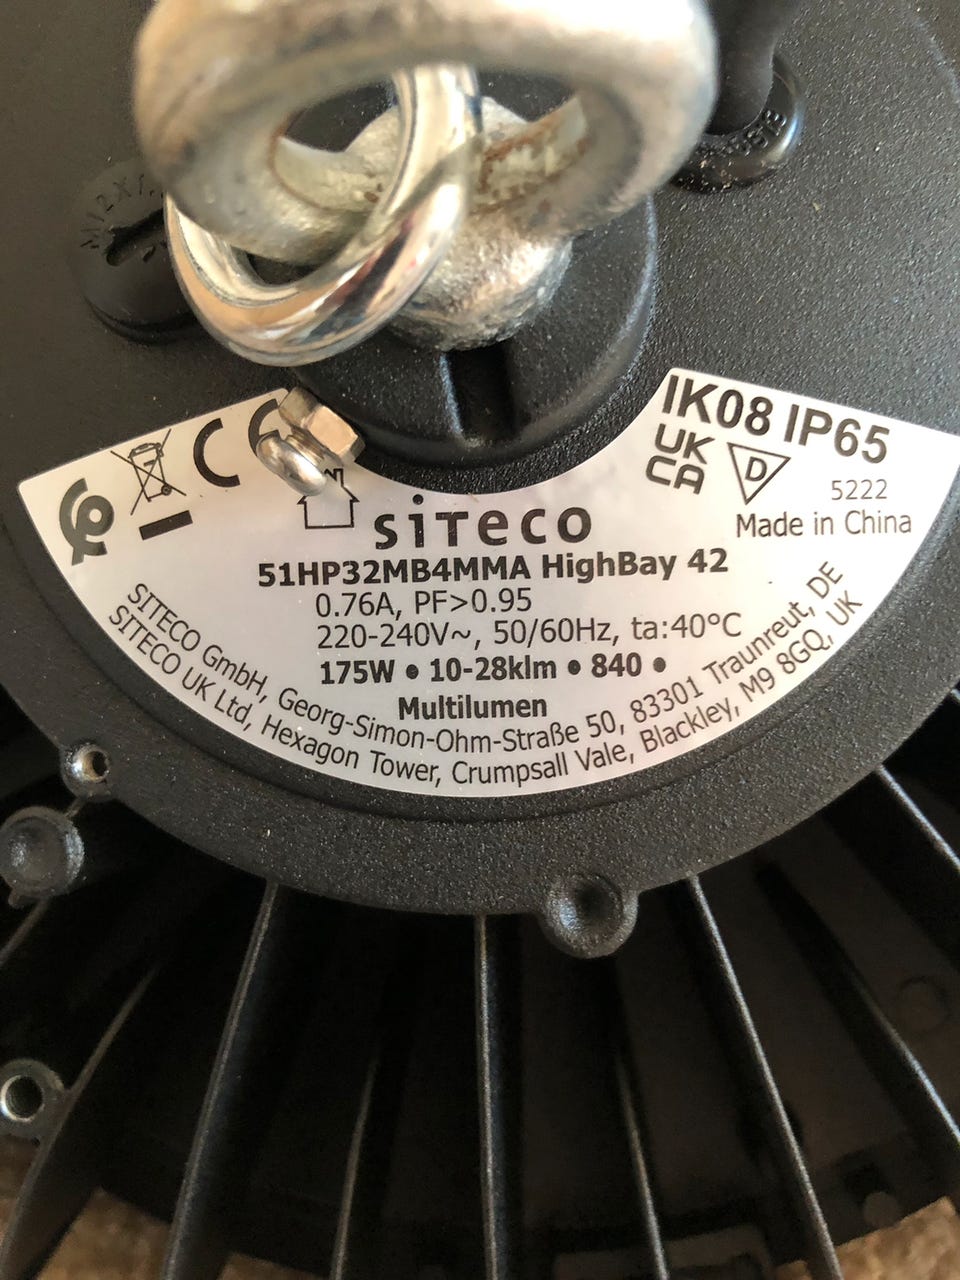 M12X1.
IK08 IP65
CE
UK
CA
D
5222
Made in China
siteco
51HP32MB4MMA HighBay 42
0.76A, PF>0.95
220-240V~, 50/60Hz, ta:40°C
175W • 10-28klm • 840 •
Multilumen
SITECO GmbH, Georg-Simon-Ohm-Straße 50, 83301 Traunreut, DE
SITECO UK Ltd, Hexagon Tower, Crumpsall Vale, Blackley, M9 8GQ, UK